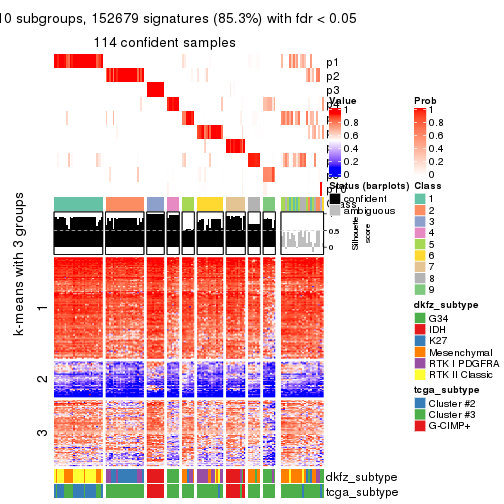 10 subgroups, 152679 signatures (85.3%) with fdr < 0.05
114 confident samples
p1
p2
p3
k-means with 3 groups
1
2
3
Silhouette
score
0.5
0
Value
1
0.8
0.6
0.4
0.2
0
Status (barplots)
confident
ambiguous
Prob
1
0.8
0.6
0.4
0.2
0
Class
1
2
3
4
5
6
7
8
9
dkfz_subtype
G34
IDH
K27
Mesenchymal
RTK I PDGFRA
RTK II Classic
tcga_subtype
Cluster #2
Cluster #3
G-CIMP+
dkfz_subtype
tcga_subtype